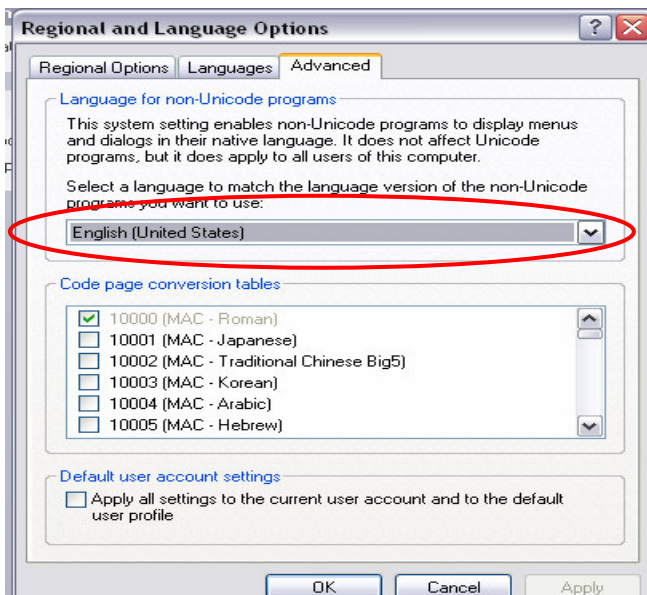 Regional and Language Options
Regional Options Languages Advanced
Language for non-Unicode programs
This system setting enables non-Unicode programs to display menus
and dialogs in their native language. It does not affect Unicode
programs, but it does apply to all users of this computer.
Select a language to match the language version of the non-Unicode
programs you want to use:
English (United States)
Code page conversion tables
10000 (MAC - Roman)
10001 (MAC - Japanese)
10002 (MAC - Traditional Chinese Big5)
10003 (MAC - Korean)
10004 (MAC - Arabic)
10005 (MAC - Hebrew)
Default user account settings
Apply all settings to the current user account and to the default
user profile
OK Cancel Apply